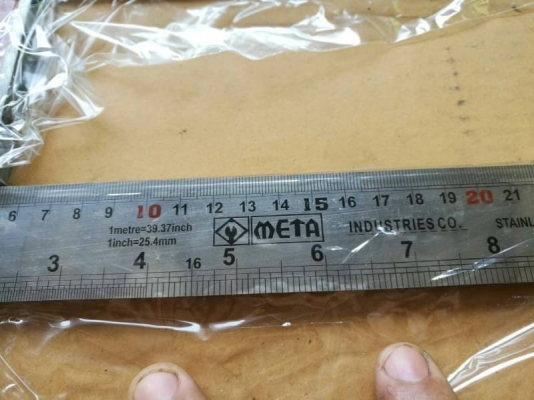 6 7 8 9 10 11 12 13 14 15 16 17 18 19 20 21
1metre=39.37inch
1inch=25.4mm
META
INDUSTRIES CO.
STAINL
3 4 16 5 6 7 8